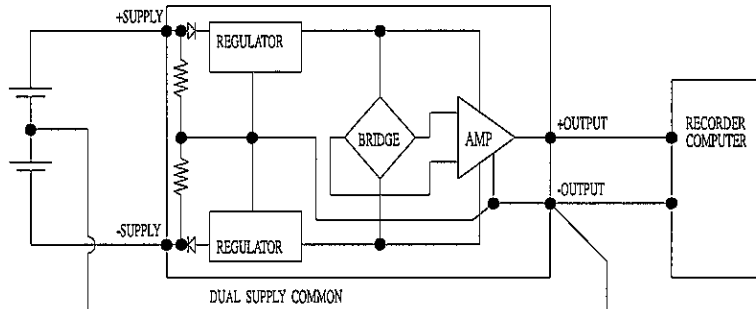 +SUPPLY
REGULATOR
BRIDGE
AMP
+OUTPUT
RECORDER
COMPUTER
-OUTPUT
-SUPPLY
REGULATOR
DUAL SUPPLY COMMON